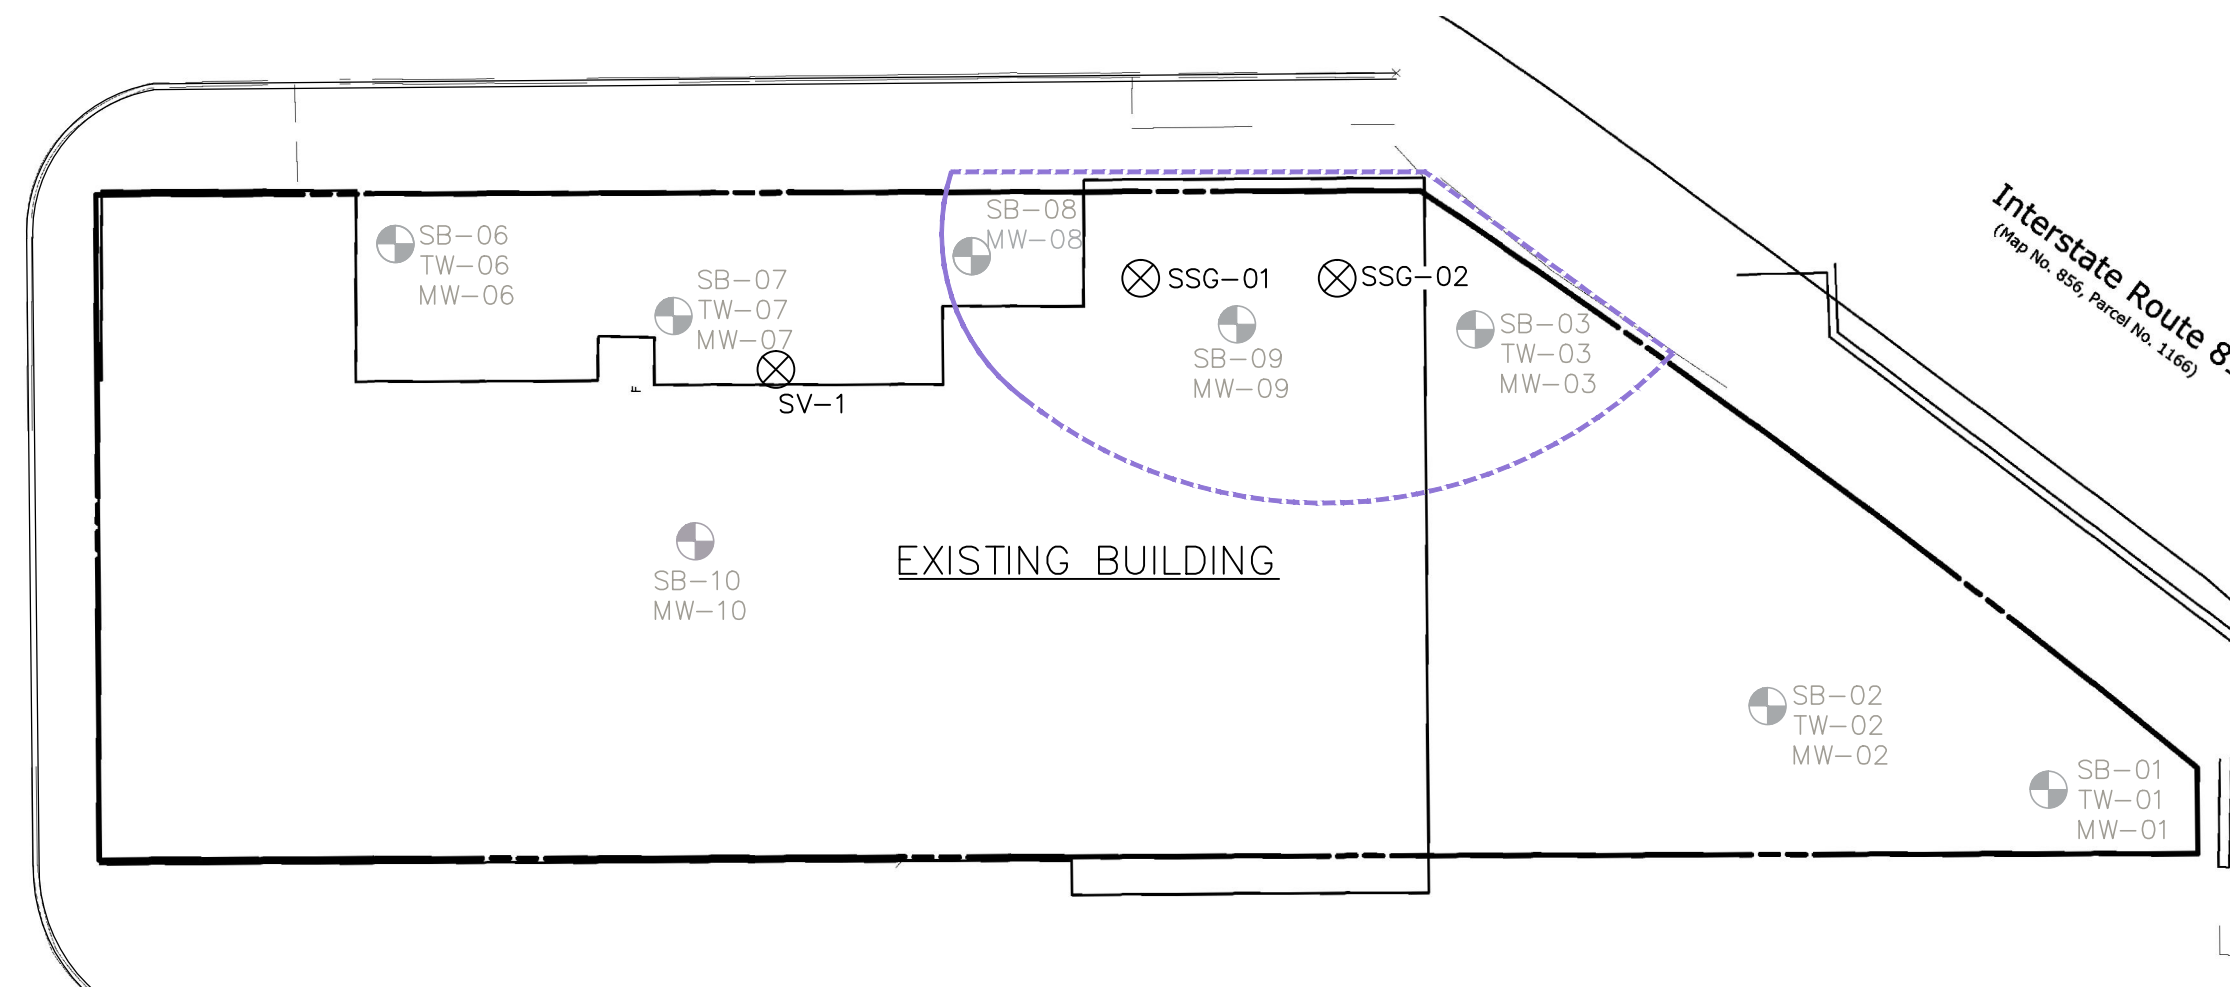 Interstate Route 8
(Map No. 856, Parcel No. 1166)
SB-08
MW-08
SB-06
TW-06
MW-06
SB-07
TW-07
MW-07
SSG-01
SSG-02
SB-09
MW-09
SB-03
TW-03
MW-03
SV-1
F
EXISTING BUILDING
SB-10
MW-10
SB-02
TW-02
MW-02
SB-01
TW-01
MW-01